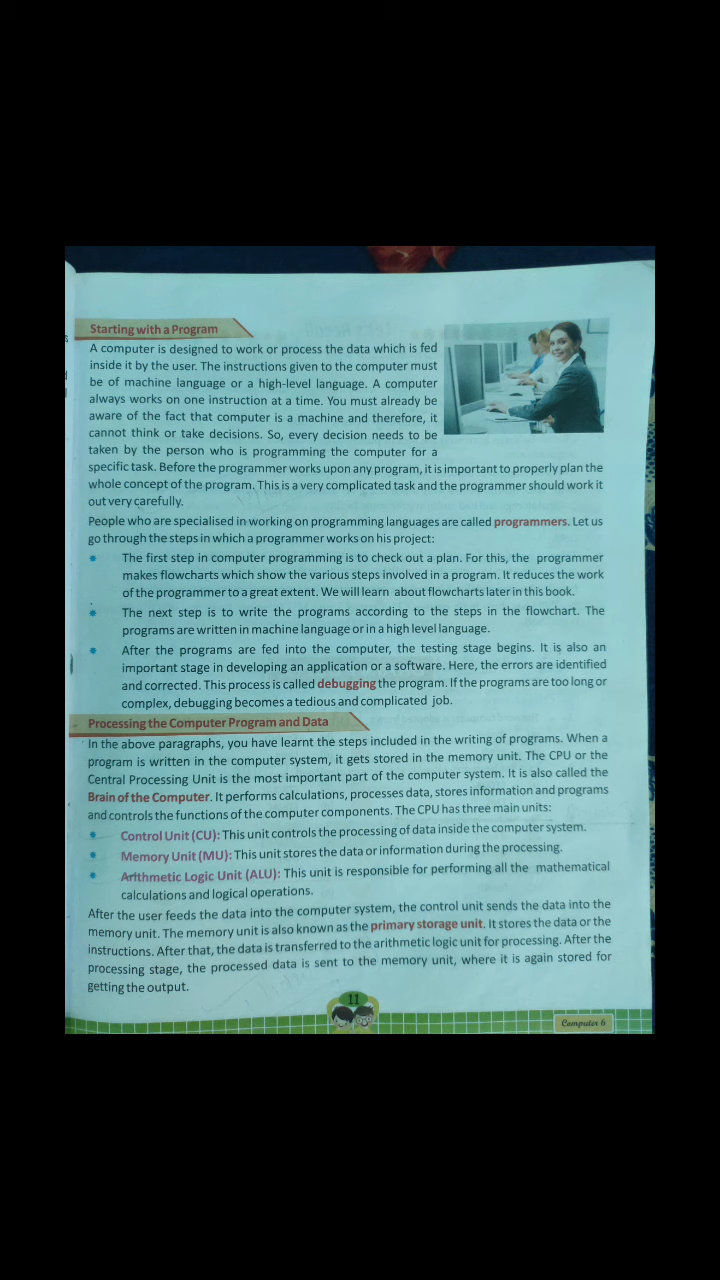 Starting with a Program
A computer is designed to work or process the data which is fed
inside it by the user. The instructions given to the computer must
be of machine language or a high-level language. A computer
always works on one instruction at a time. You must already be
aware of the fact that computer is a machine and therefore, it
cannot think or take decisions. So, every decision needs to be
taken by the person who is programming the computer for a
specific task. Before the programmer works upon any program, it is important to properly plan the
whole concept of the program. This is a very complicated task and the programmer should work it
out very carefully.
People who are specialised in working on programming languages are called programmers. Let us
go through the steps in which a programmer works on his project:
The first step in computer programming is to check out a plan. For this, the programmer
makes flowcharts which show the various steps involved in a program. It reduces the work
of the programmer to a great extent. We will learn about flowcharts later in this book.
The next step is to write the programs according to the steps in the flowchart. The
programs are written in machine language or in a high level language.
After the programs are fed into the computer, the testing stage begins. It is also an
important stage in developing an application or a software. Here, the errors are identified
and corrected. This process is called debugging the program. If the programs are too long or
complex, debugging becomes a tedious and complicated job.
Processing the Computer Program and Data
In the above paragraphs, you have learnt the steps included in the writing of programs. When a
program is written in the computer system, it gets stored in the memory unit. The CPU or the
Central Processing Unit is the most important part of the computer system. It is also called the
Brain of the Computer. It performs calculations, processes data, stores information and programs
and controls the functions of the computer components. The CPU has three main units:
Control Unit (CU): This unit controls the processing of data inside the computer system.
Memory Unit (MU): This unit stores the data or information during the processing.
Arithmetic Logic Unit (ALU): This unit is responsible for performing all the mathematical
calculations and logical operations.
After the user feeds the data into the computer system, the control unit sends the data into the
memory unit. The memory unit is also known as the primary storage unit. It stores the data or the
instructions. After that, the data is transferred to the arithmetic logic unit for processing. After the
processing stage, the processed data is sent to the memory unit, where it is again stored for
getting the output.
11
Computer 6